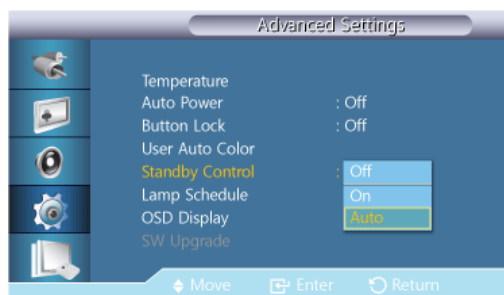 Advanced Settings
Temperature
Auto Power : Off
Button Lock : Off
User Auto Color
Standby Control : Off
Lamp Schedule On
OSD Display Auto
SW Upgrade
Move Enter Return